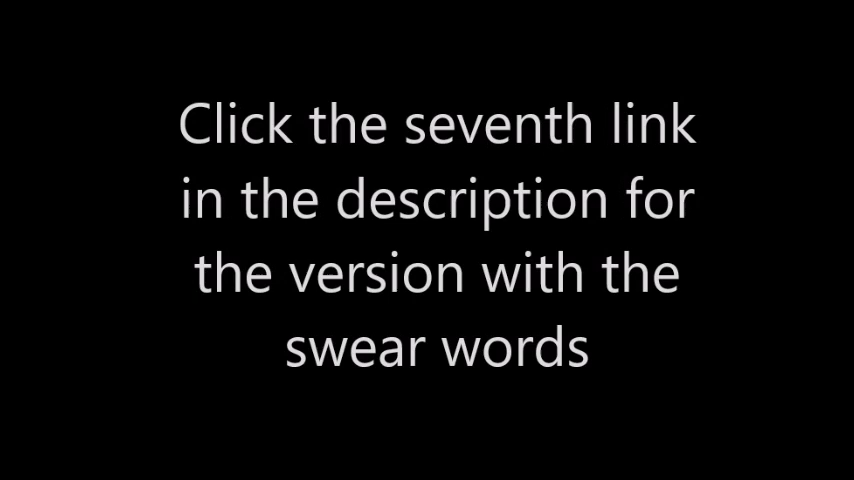 Click the seventh link
in the description for
the version with the
swear words